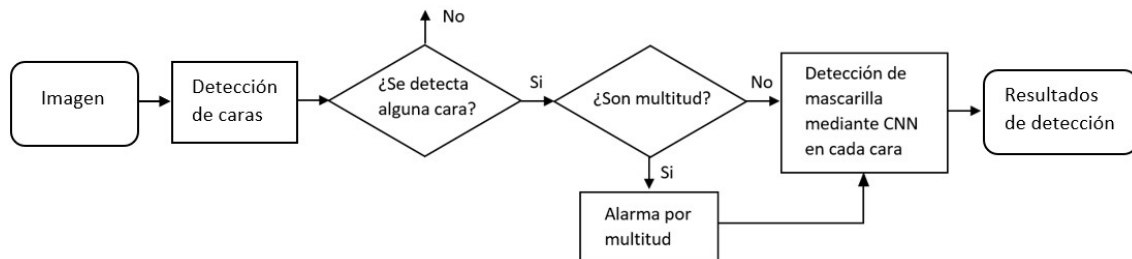 No
Imagen
Detección
de caras
¿Se detecta
alguna cara?
Si
¿Son multitud?
No
Si
Alarma por
multitud
Detección de
mascarilla
mediante CNN
en cada cara
Resultados
de detección